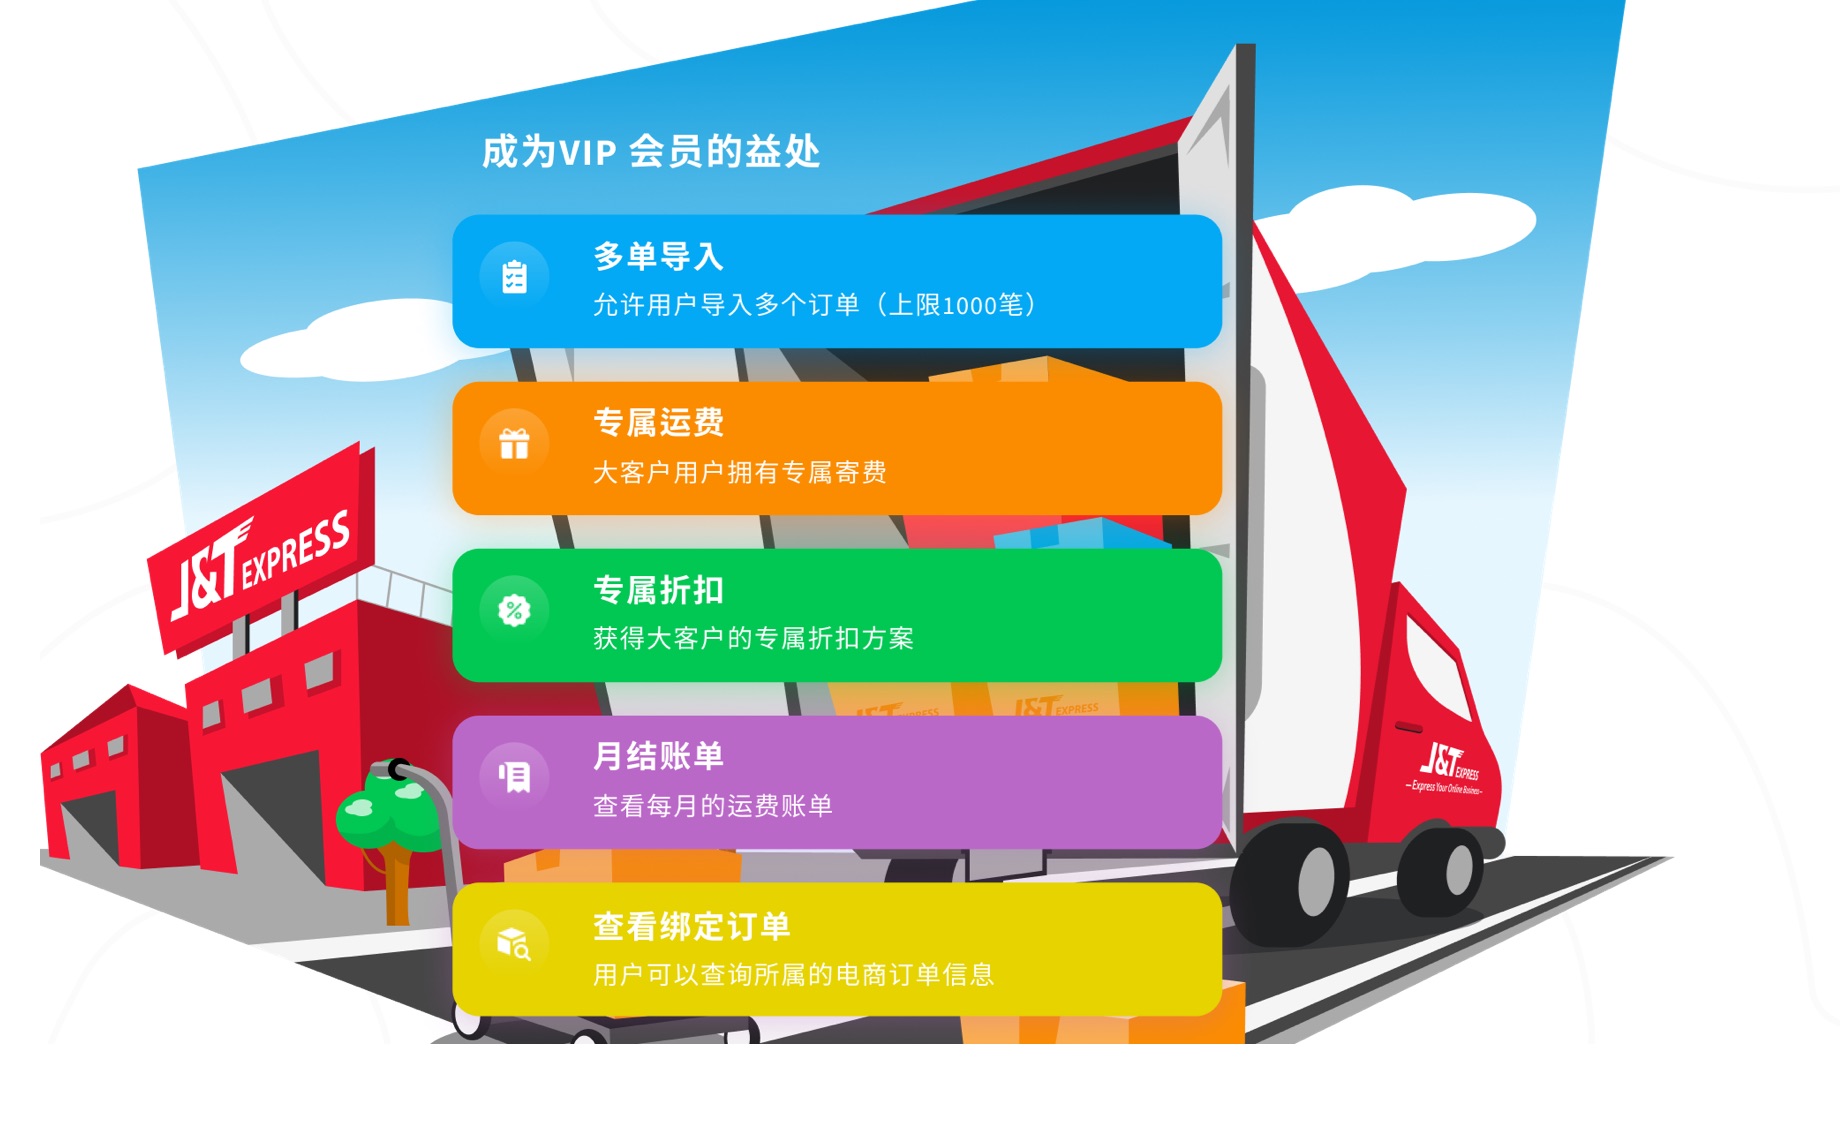 成为VIP 会员的益处
多单导入
允许用户导入多个订单（上限1000笔）
专属运费
大客户用户拥有专属寄费
专属折扣
获得大客户的专属折扣方案
月结账单
查看每月的运费账单
查看绑定订单
用户可以查询所属的电商订单信息
J&T EXPRESS
J&T EXPRESS
J&T EXPRESS
J&T EXPRESS
Express Your Online Business